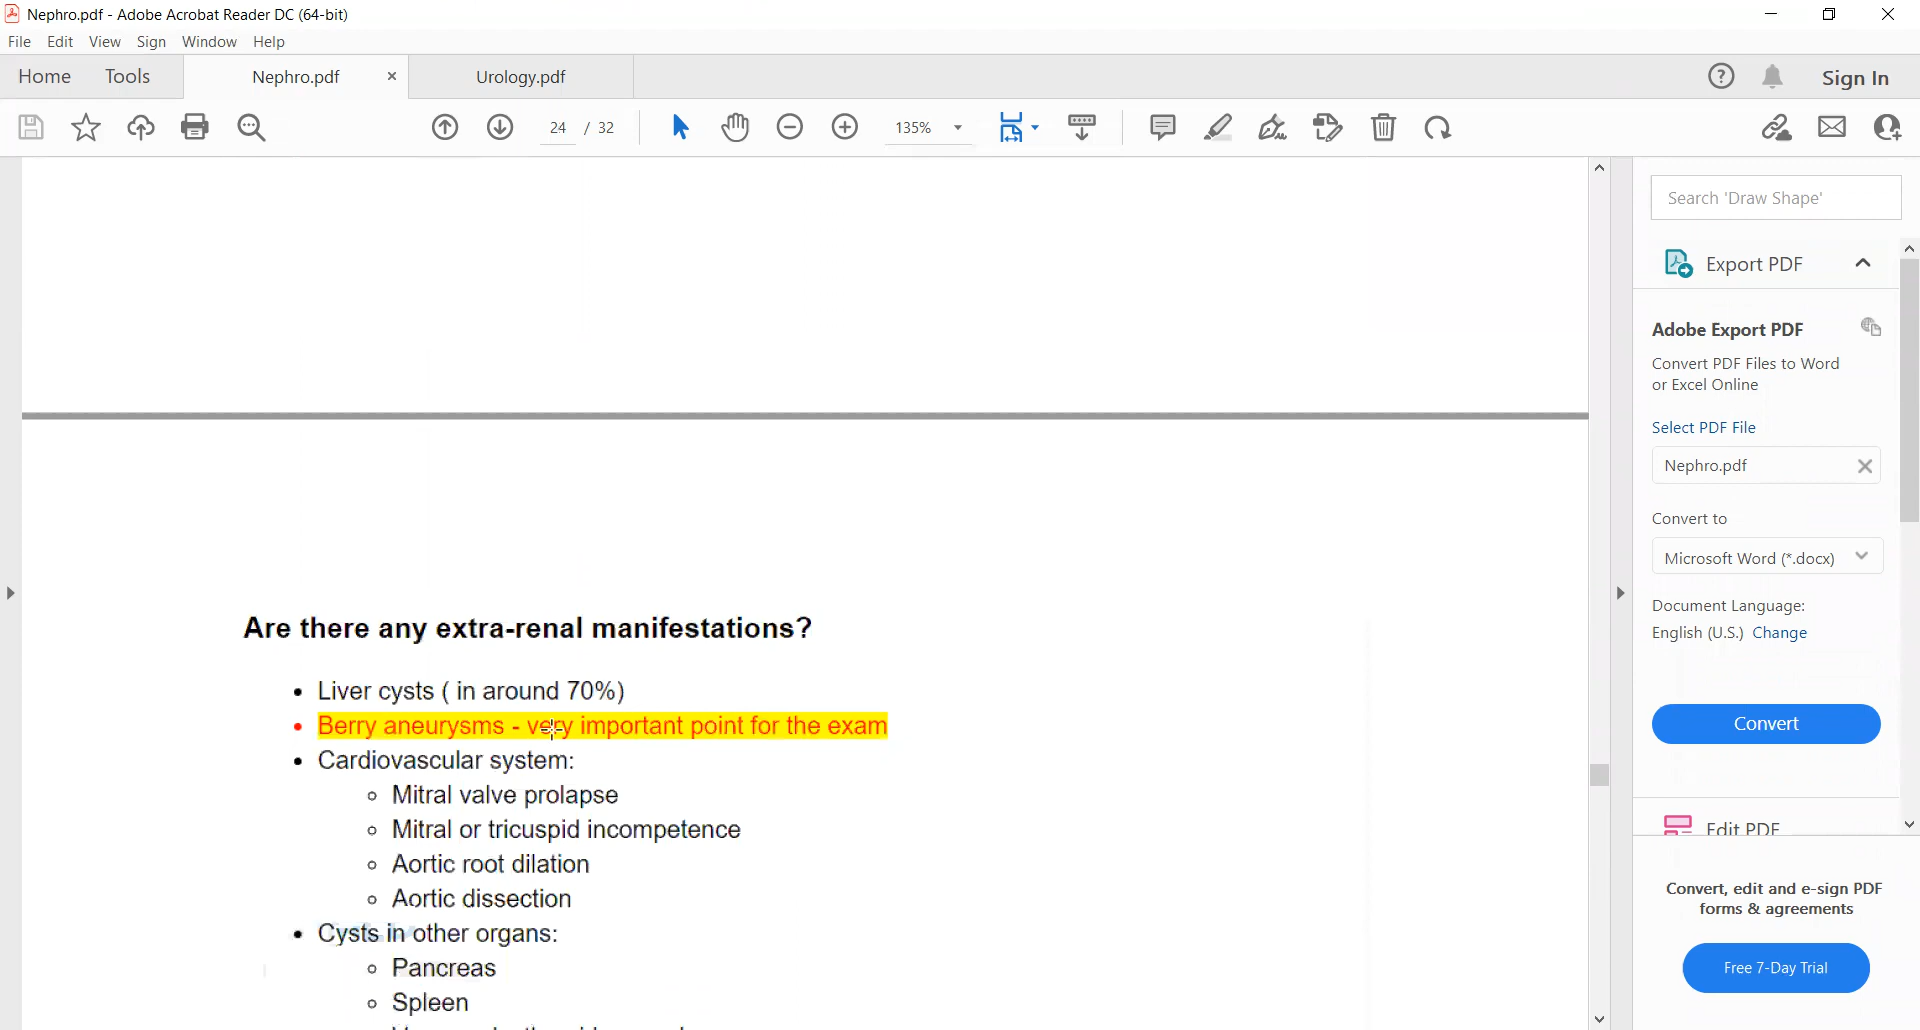 Nephro.pdf - Adobe Acrobat Reader DC (64-bit)
File Edit View Sign Window Help
Home Tools Nephro.pdf Urology.pdf Sign In
24 / 32 135%
Search 'Draw Shape'
Export PDF
Adobe Export PDF
Convert PDF Files to Word
or Excel Online
Select PDF File
Nephro.pdf
Convert to
Microsoft Word (*.docx)
Document Language:
English (U.S.) Change
Convert
Edit PDF
Convert, edit and e-sign PDF
forms & agreements
Free 7-Day Trial
Are there any extra-renal manifestations?
• Liver cysts ( in around 70%)
• Berry aneurysms - very important point for the exam
• Cardiovascular system:
Mitral valve prolapse
Mitral or tricuspid incompetence
Aortic root dilation
Aortic dissection
• Cysts in other organs:
Pancreas
Spleen